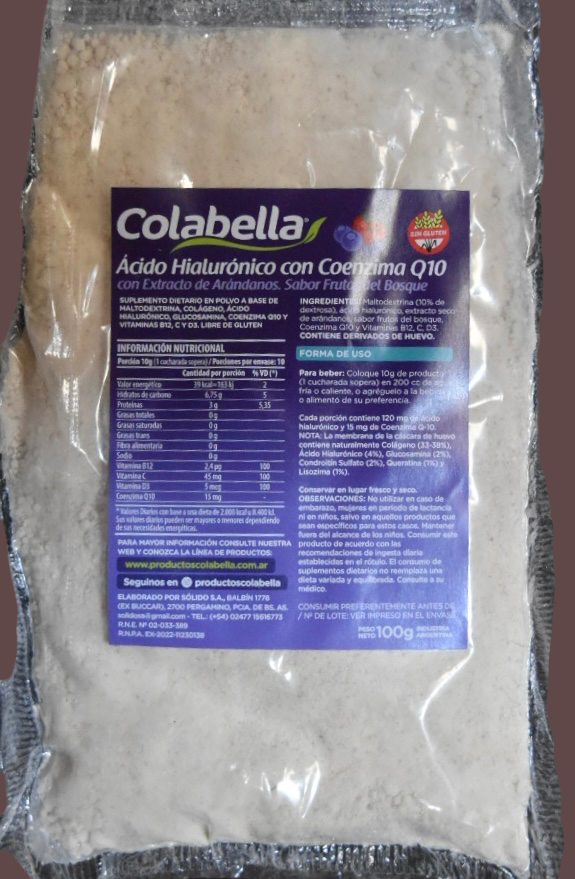 Colabella
SIN GLUTEN
Ácido Hialurónico con Coenzima Q10
con Extracto de Arándanos. Sabor Frutos del Bosque
SUPLEMENTO DIETARIO EN POLVO A BASE DE
MALTODEXTRINA, COLÁGENO, ÁCIDO
HIALURÓNICO, GLUCOSAMINA, COENZIMA Q10 Y
VITAMINAS B12, C Y D3. LIBRE DE GLUTEN
INFORMACIÓN NUTRICIONAL
Porción 10g (1 cucharada sopera) / Porciones por envase: 10
Cantidad por porción % VD (*)
Valor energético 39 kcal=163 kj 2
Hidratos de carbono 6,75 g 5
Proteínas 3 g 5,35
Grasas totales 0 g
Grasas saturadas 0 g
Grasas trans 0 g
Fibra alimentaria 0 g
Sodio 0 g
Vitamina B12 2,4 µg 100
Vitamina C 45 mg 100
Vitamina D3 5 mcg 100
Coenzima Q10 15 mg -
* Valores Diarios con base a una dieta de 2.000 kcal u 8.400 kJ.
Sus valores diarios pueden ser mayores o menores dependiendo
de sus necesidades energéticas.
PARA MAYOR INFORMACIÓN CONSULTE NUESTRA
WEB Y CONOZCA LA LÍNEA DE PRODUCTOS:
www.productoscolabella.com.ar
Seguinos en productoscolabella
ELABORADO POR SÓLIDO S.A., BALBÍN 1778
(EX BUCCAR), 2700 PERGAMINO, PCIA. DE BS. AS.
solidosa@gmail.com - TEL.: (+54) 02477 15616773
R.N.E. Nº 02-033-389
R.N.P.A. EX-2022-11230138
INGREDIENTES: Maltodextrina (10% de
dextrosa), ácido hialurónico, extracto seco
de arándanos, sabor frutos del bosque,
Coenzima Q10 y Vitaminas B12, C, D3.
CONTIENE DERIVADOS DE HUEVO.
FORMA DE USO
Para beber: Coloque 10g de producto
(1 cucharada sopera) en 200 cc de
fría o caliente, o agréguelo a la
o alimento de su preferencia.
Cada porción contiene 120 mg de ácido
hialurónico y 15 mg de Coenzima Q-10.
NOTA: La membrana de la cáscara de huevo
contiene naturalmente Colágeno (33-38%),
Ácido Hialurónico (4%), Glucosamina (2%),
Condroitín Sulfato (2%), Queratina (1%) y
Lisozima (1%).
Conservar en lugar fresco y seco.
OBSERVACIONES: No utilizar en caso de
embarazo, mujeres en período de lactancia
ni en niños, salvo en aquellos productos que
sean específicos para estos casos. Mantener
fuera del alcance de los niños. Consumir este
producto de acuerdo con las
recomendaciones de ingesta diaria
establecidas en el rótulo. El consumo de
suplementos dietarios no reemplaza una
dieta variada y equilibrada. Consulte a su
médico.
CONSUMIR PREFERENTEMENTE ANTES DE
/ Nº DE LOTE: VER IMPRESO EN EL ENVASE
PESO NETO 100g INDUSTRIA ARGENTINA